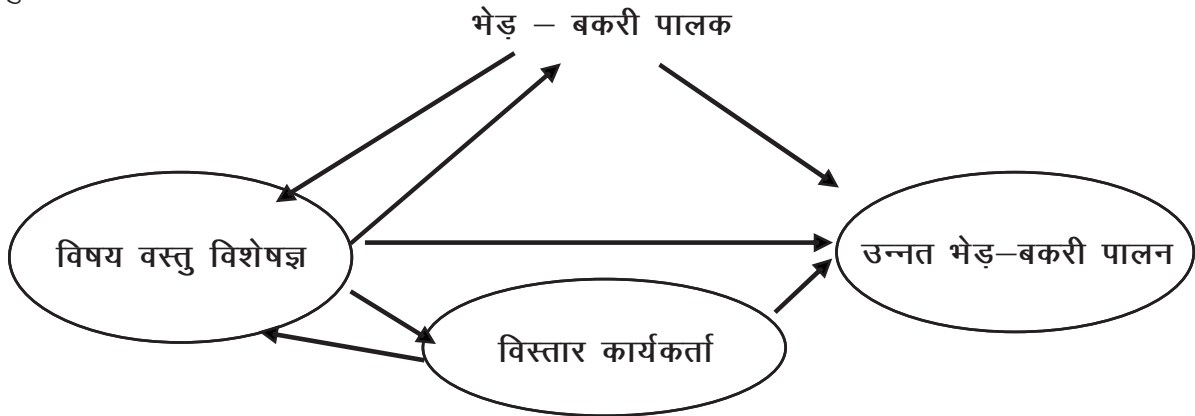 भेड़ – बकरी पालक
विषय वस्तु विशेषज्ञ
उन्नत भेड़–बकरी पालन
विस्तार कार्यकर्ता